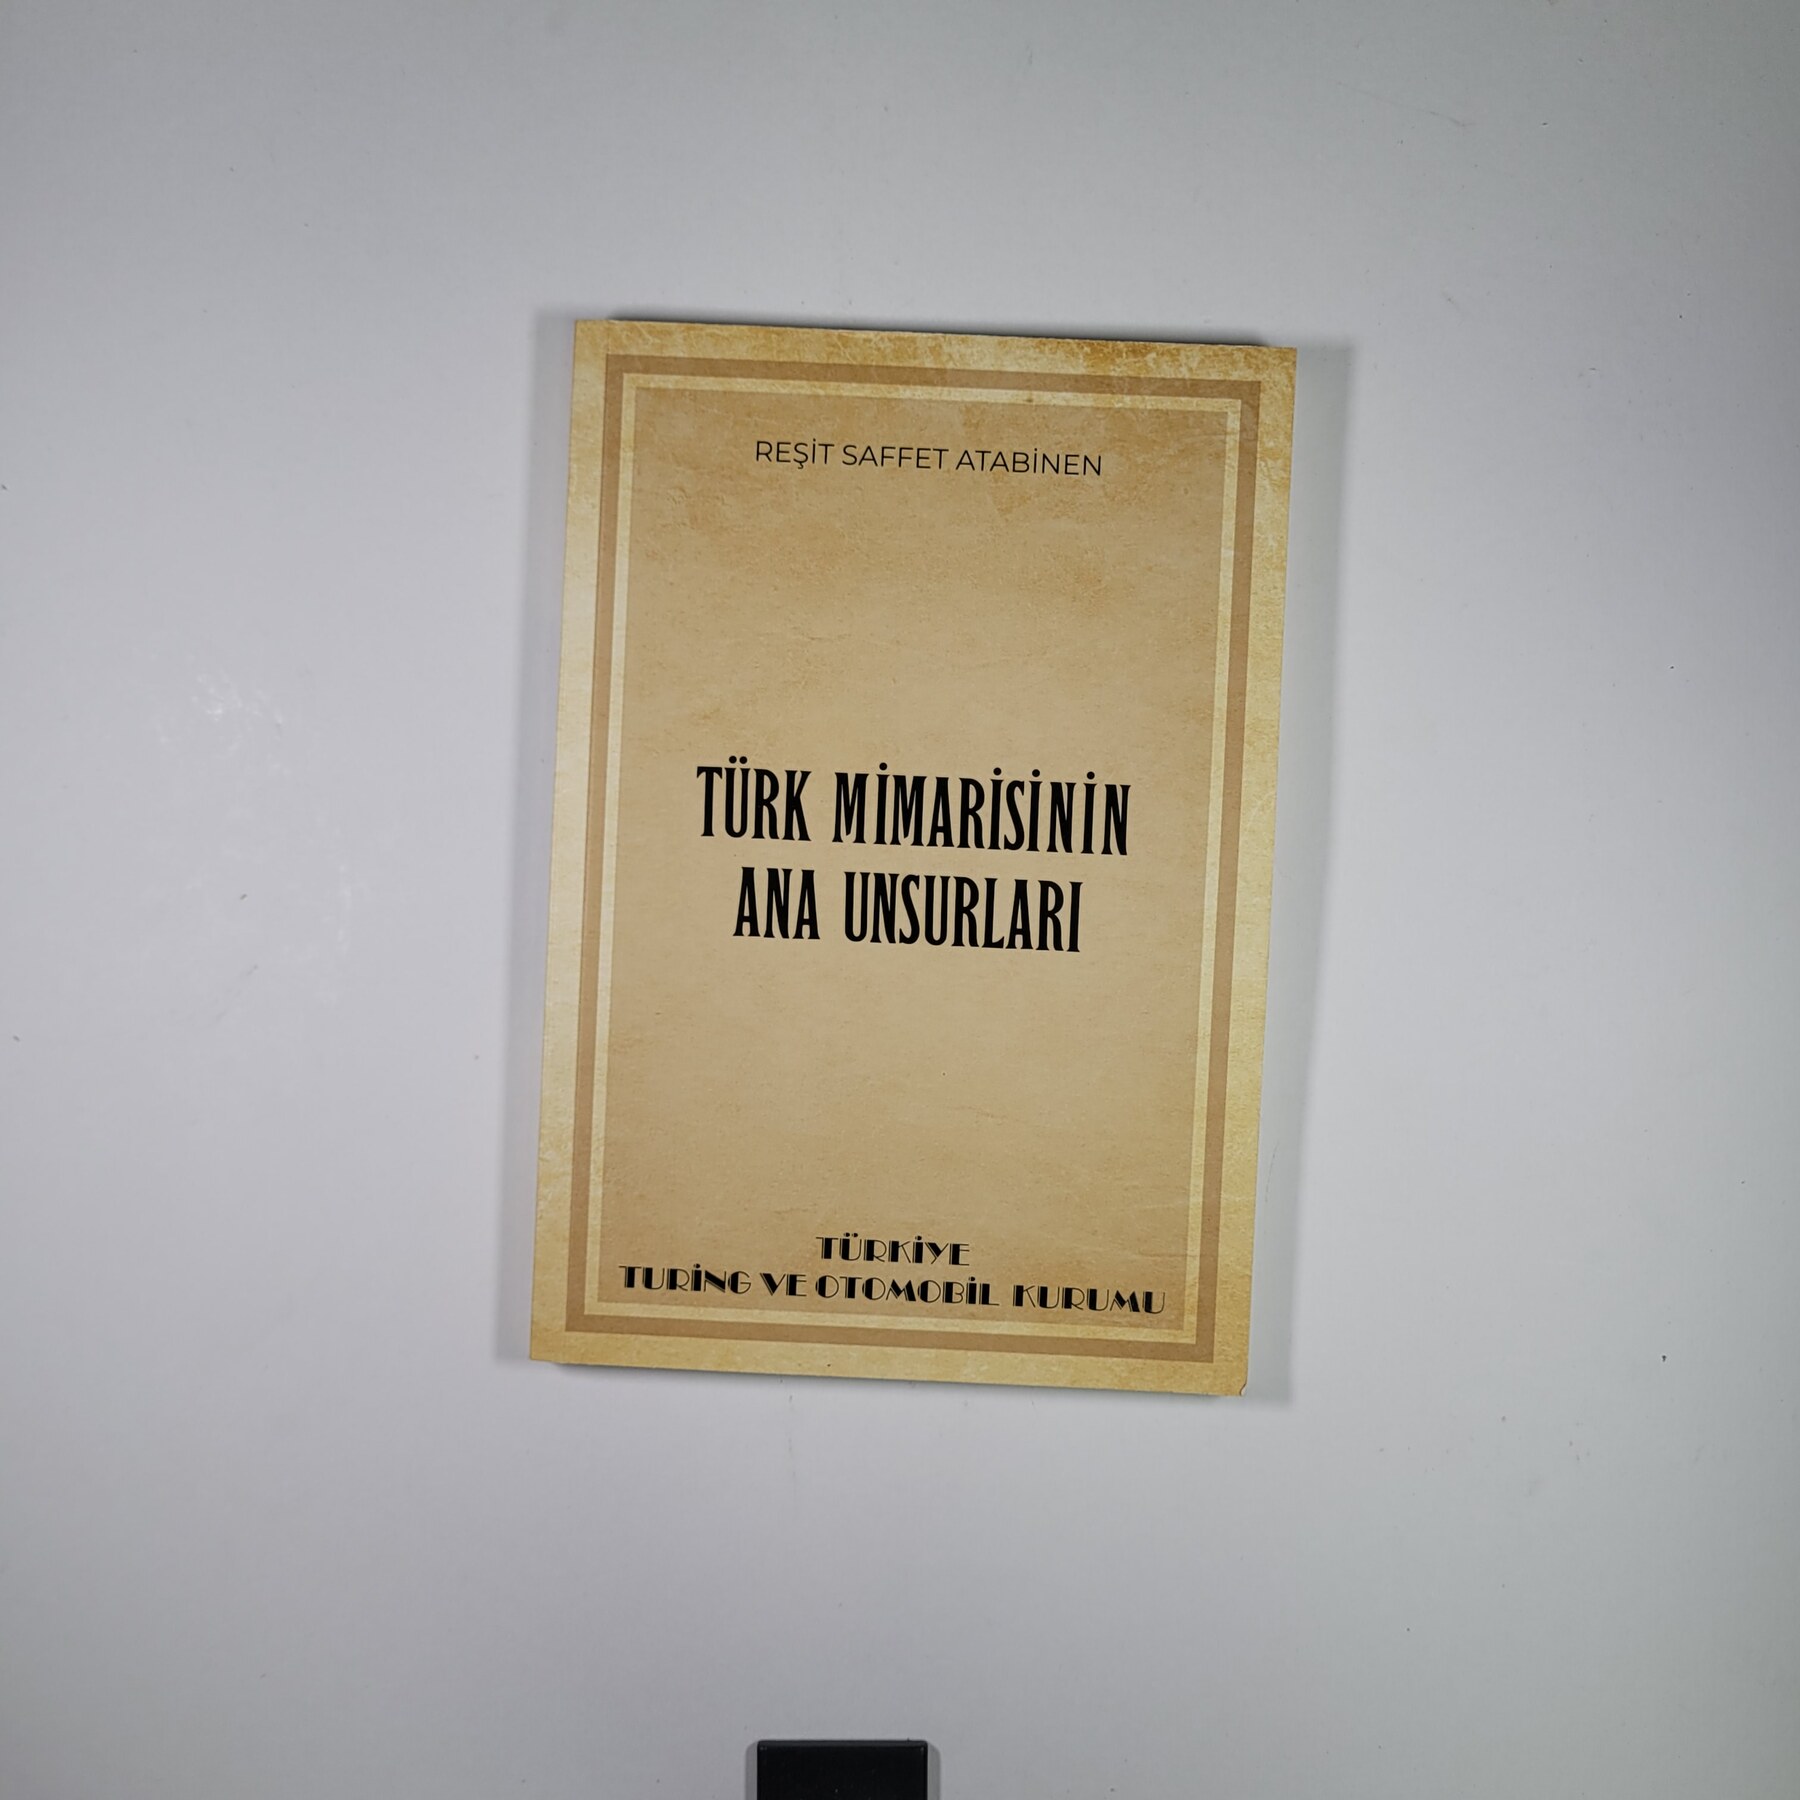 REŞİT SAFFET ATABİNEN
TÜRK MİMARİSİNİN
ANA UNSURLARI
TÜRKİYE
TURİNG VE OTOMOBİL KURUMU